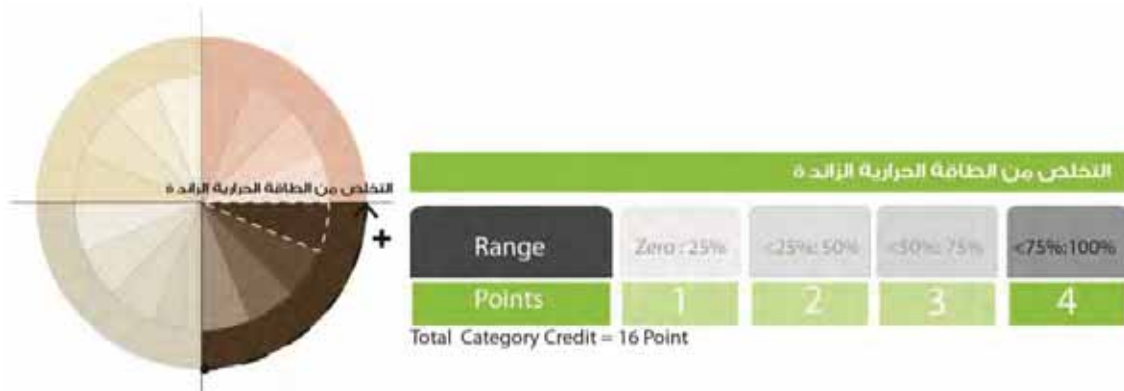 التخلص من الطاقة الحرارية الزائدة
+
التخلص من الطاقة الحرارية الزائدة
Range Zero : 25% <25%: 50% <50%: 75% <75%:100%
Points 1 2 3 4
Total Category Credit = 16 Point